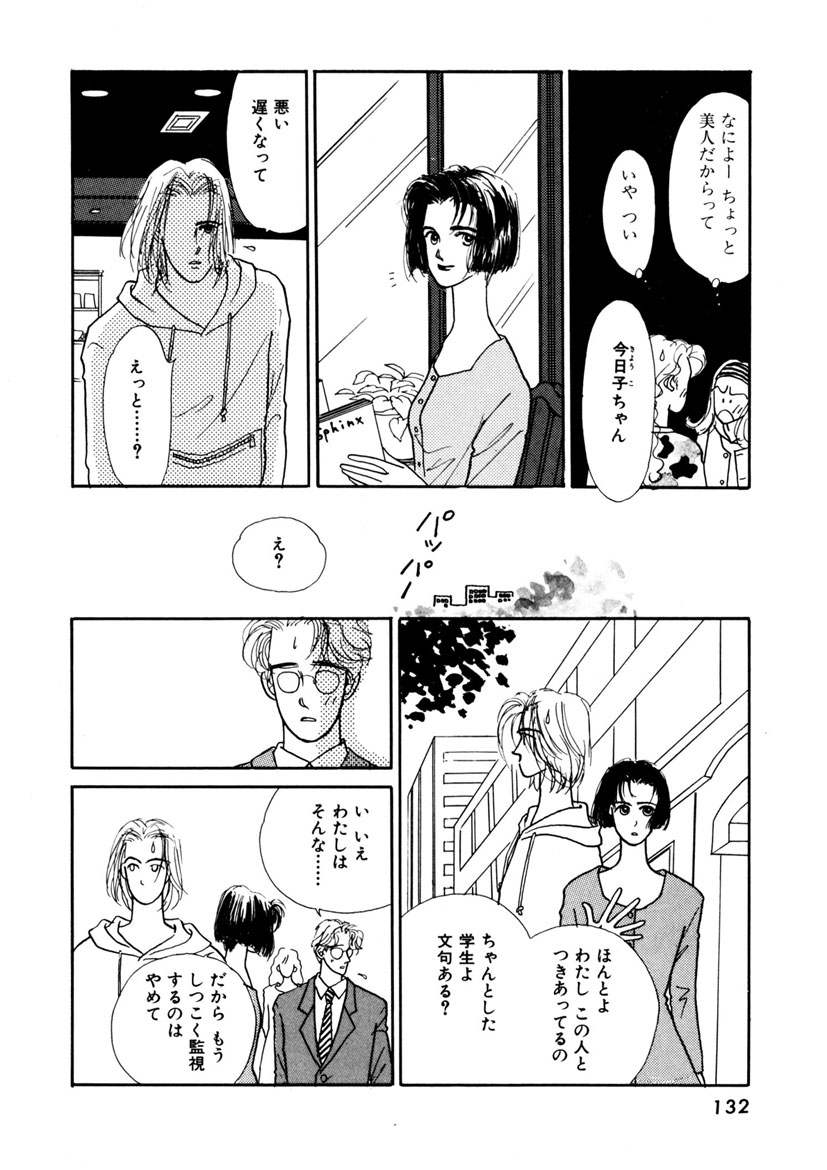 なによー ちょっと
美人だからって
いや つい
今日子ちゃん
きょうこ
sphinx
悪い
遅くなって
えっと……?
パッパー
え?
ほんとよ
わたし この人と
つきあってるの
ちゃんとした
学生よ
文句ある?
い いえ
わたしは
そんな……
だから もう
しつこく監視
するのは
やめて
132